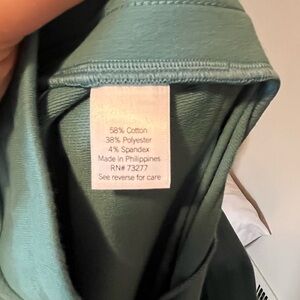 58% Cotton
38% Polyester
4% Spandex
Made in Philippines
RN# 73277
See reverse for care